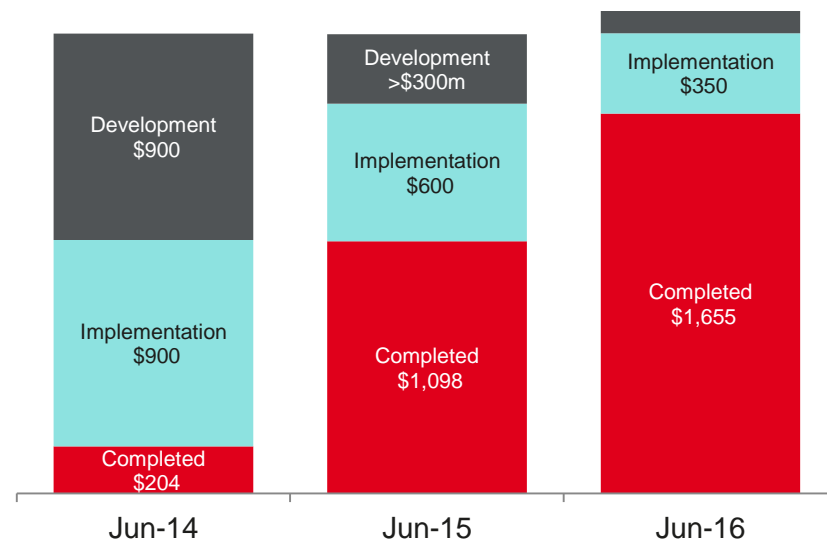 Development
$900
Implementation
$900
Completed
$204
Development
>$300m
Implementation
$600
Completed
$1,098
Implementation
$350
Completed
$1,655
Jun-14
Jun-15
Jun-16